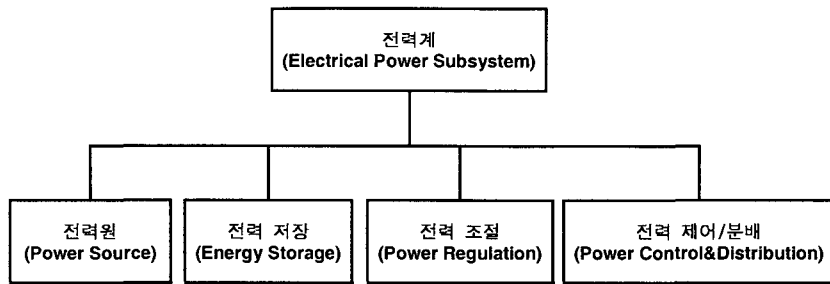 전력계
(Electrical Power Subsystem)
전력원
(Power Source)
전력 저장
(Energy Storage)
전력 조절
(Power Regulation)
전력 제어/분배
(Power Control&Distribution)